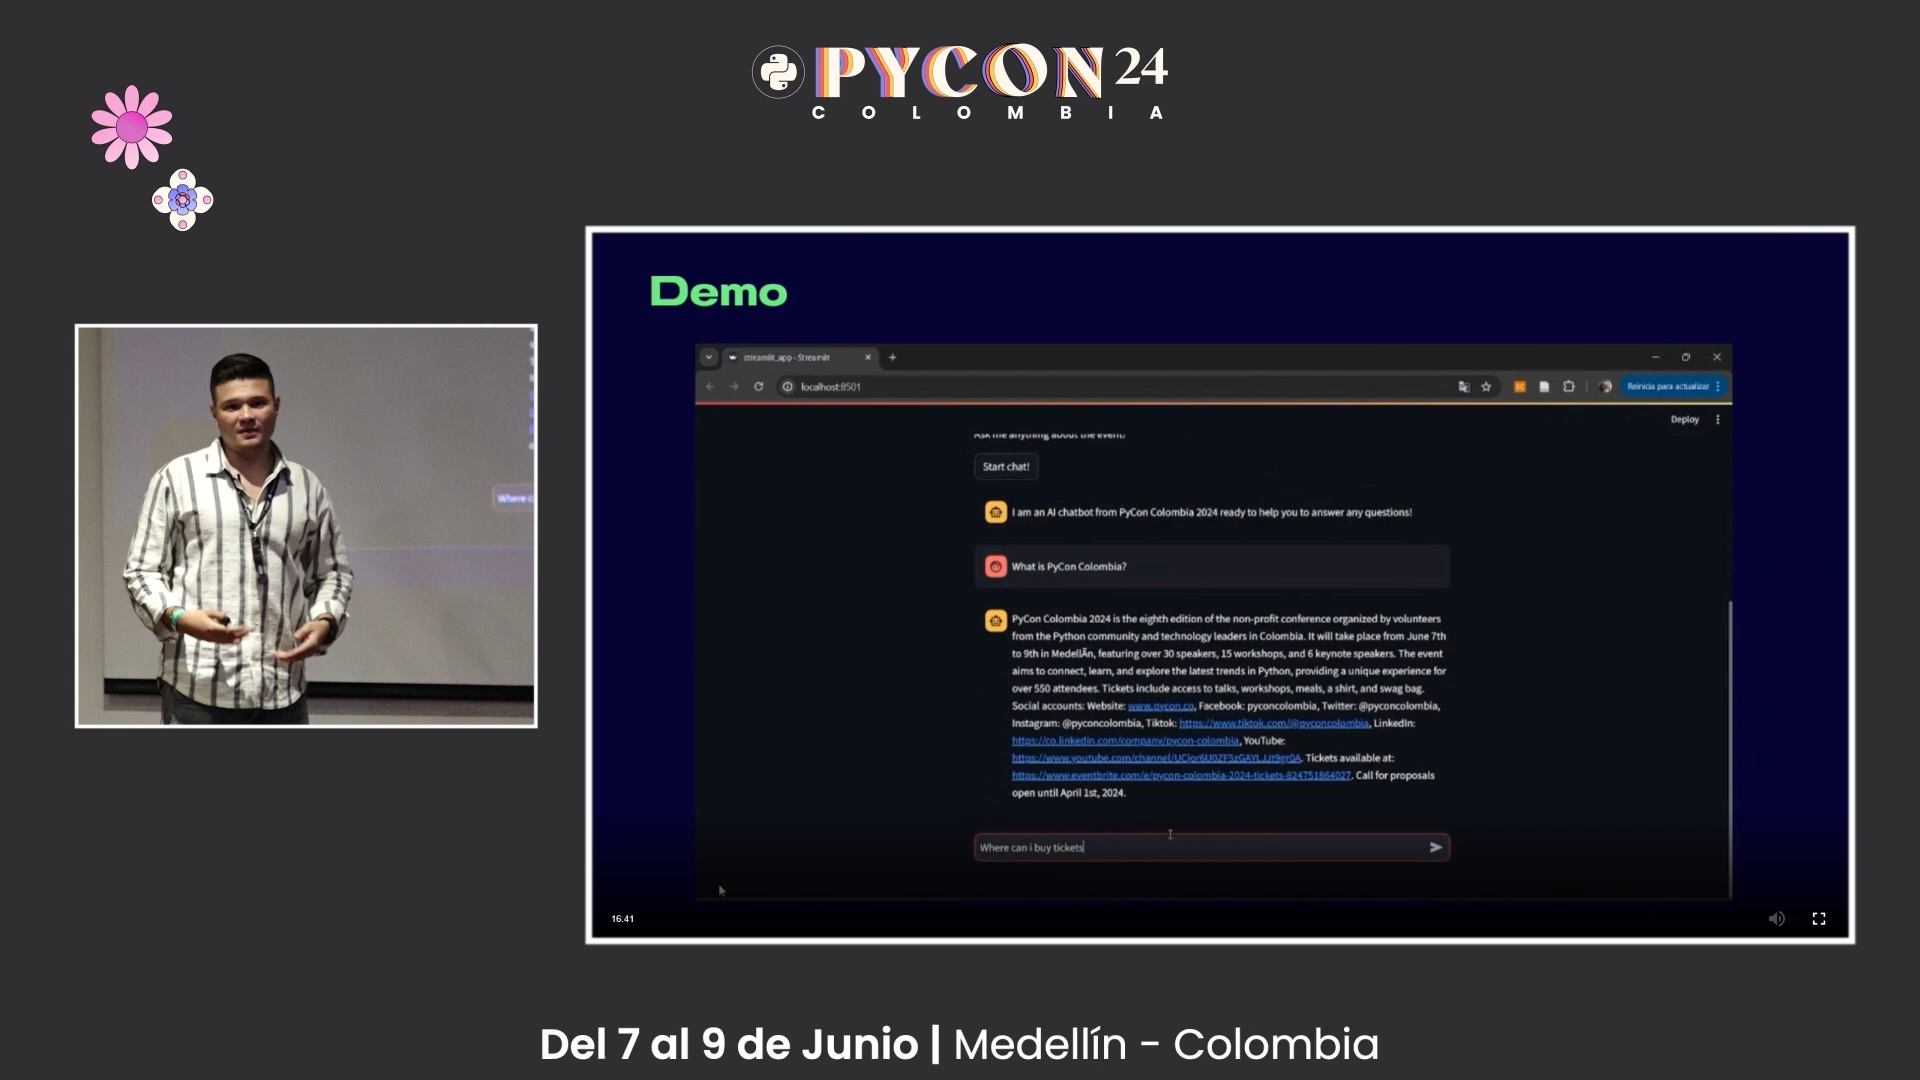 PYCON 24
COLOMBIA
Demo
streamlit_app - Streamlit
localhost:8501
Reinicia para actualizar
Deploy
Ask me anything about the event!
Start chat!
I am an AI chatbot from PyCon Colombia 2024 ready to help you to answer any questions!
What is PyCon Colombia?
PyCon Colombia 2024 is the eighth edition of the non-profit conference organized by volunteers
from the Python community and technology leaders in Colombia. It will take place from June 7th
to 9th in MedellÃn, featuring over 30 speakers, 15 workshops, and 6 keynote speakers. The event
aims to connect, learn, and explore the latest trends in Python, providing a unique experience for
over 550 attendees. Tickets include access to talks, workshops, meals, a shirt, and swag bag.
Social accounts: Website: www.pycon.co, Facebook: pyconcolombia, Twitter: @pyconcolombia,
Instagram: @pyconcolombia, Tiktok: https://www.tiktok.com/@pyconcolombia, LinkedIn:
https://co.linkedin.com/company/pycon-colombia, YouTube:
Tickets available at:
https://www.eventbrite.com/e/pycon-colombia-2024-tickets-824751864027. Call for proposals
open until April 1st, 2024.
Where can i buy tickets
16:41
Where c
Del 7 al 9 de Junio | Medellín - Colombia